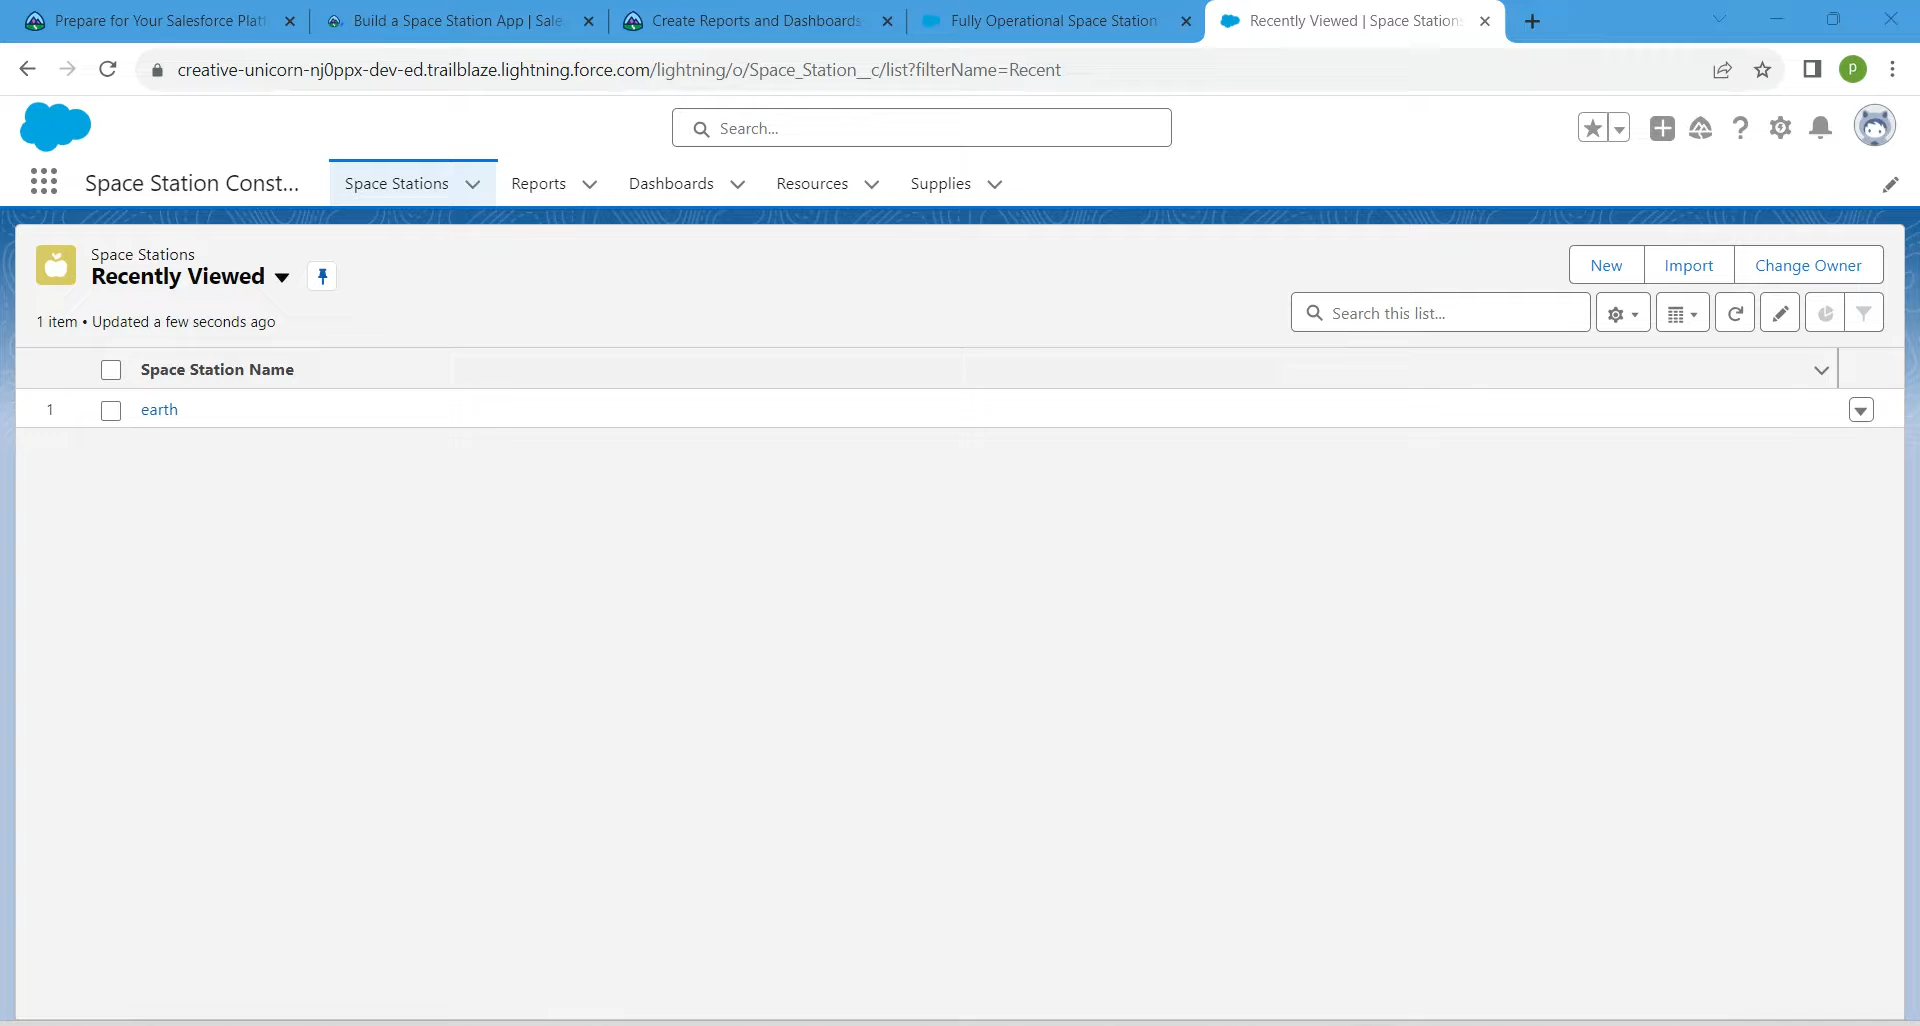 Prepare for Your Salesforce Platf
Build a Space Station App | Sale
Create Reports and Dashboards
Fully Operational Space Station
Recently Viewed | Space Stations
creative-unicorn-nj0ppx-dev-ed.trailblaze.lightning.force.com/lightning/o/Space_Station__c/list?filterName=Recent
p
Search...
Space Station Const...
Space Stations
Reports
Dashboards
Resources
Supplies
Space Stations
Recently Viewed
New
Import
Change Owner
1 item • Updated a few seconds ago
Search this list...
Space Station Name
1
earth